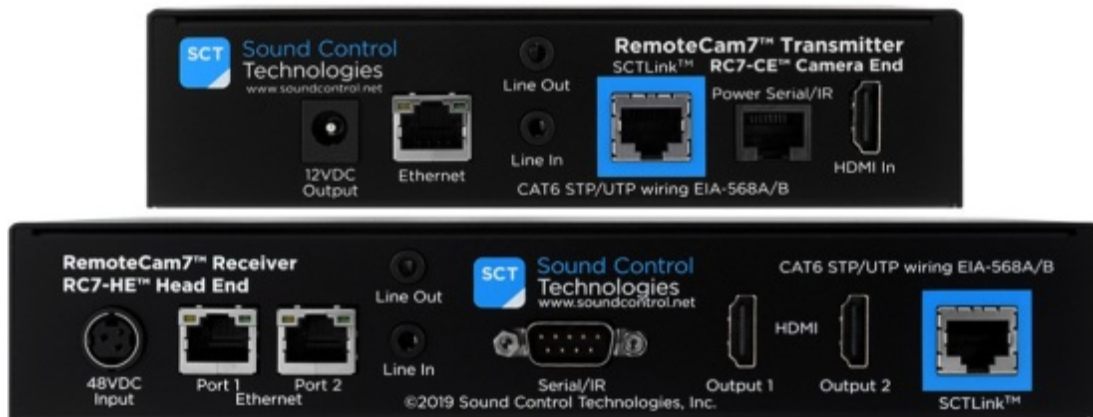 SCT
Sound Control
Technologies
www.soundcontrol.net
12VDC
Output
Ethernet
Line Out
Line In
RemoteCam7™ Transmitter
SCTLink™ RC7-CE™ Camera End
Power Serial/IR
HDMI In
CAT6 STP/UTP wiring EIA-568A/B
RemoteCam7™ Receiver
RC7-HE™ Head End
48VDC
Input
Port 1 Port 2
Ethernet
Line Out
Line In
SCT
Sound Control
Technologies
www.soundcontrol.net
Serial/IR
©2019 Sound Control Technologies, Inc.
CAT6 STP/UTP wiring EIA-568A/B
HDMI
Output 1 Output 2
SCTLink™